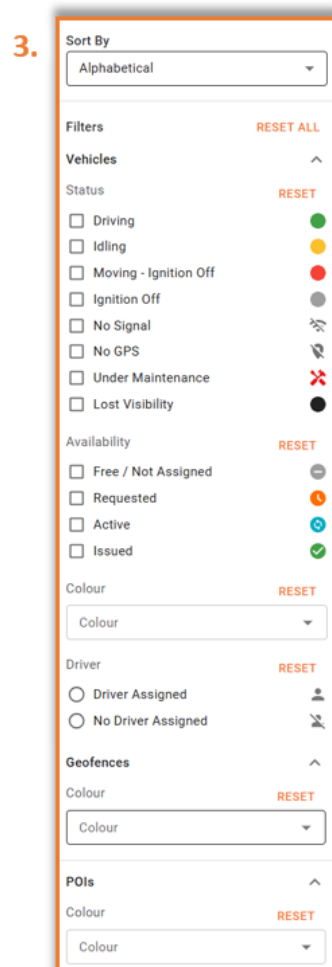 3.
Sort By
Alphabetical
Filters RESET ALL
Vehicles
Status RESET
Driving
Idling
Moving - Ignition Off
Ignition Off
No Signal
No GPS
Under Maintenance
Lost Visibility
Availability RESET
Free / Not Assigned
Requested
Active
Issued
Colour RESET
Colour
Driver RESET
Driver Assigned
No Driver Assigned
Geofences
Colour RESET
Colour
POIs
Colour RESET
Colour